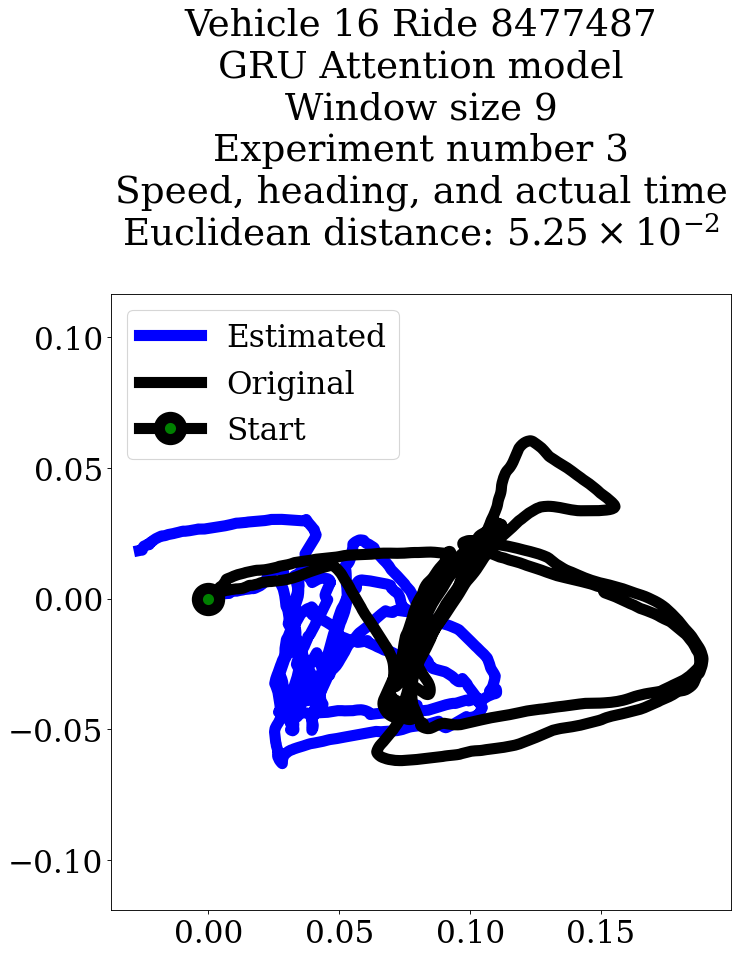 Vehicle 16 Ride 8477487
GRU Attention model
Window size 9
Experiment number 3
Speed, heading, and actual time
Euclidean distance: 5.25 × 10⁻²
Estimated
Original
Start
0.10
0.05
0.00
−0.05
−0.10
0.00 0.05 0.10 0.15